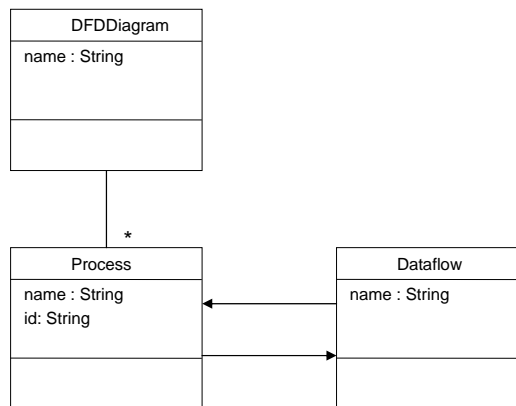 DFDDiagram
name : String
*
Process
name : String
id: String
Dataflow
name : String